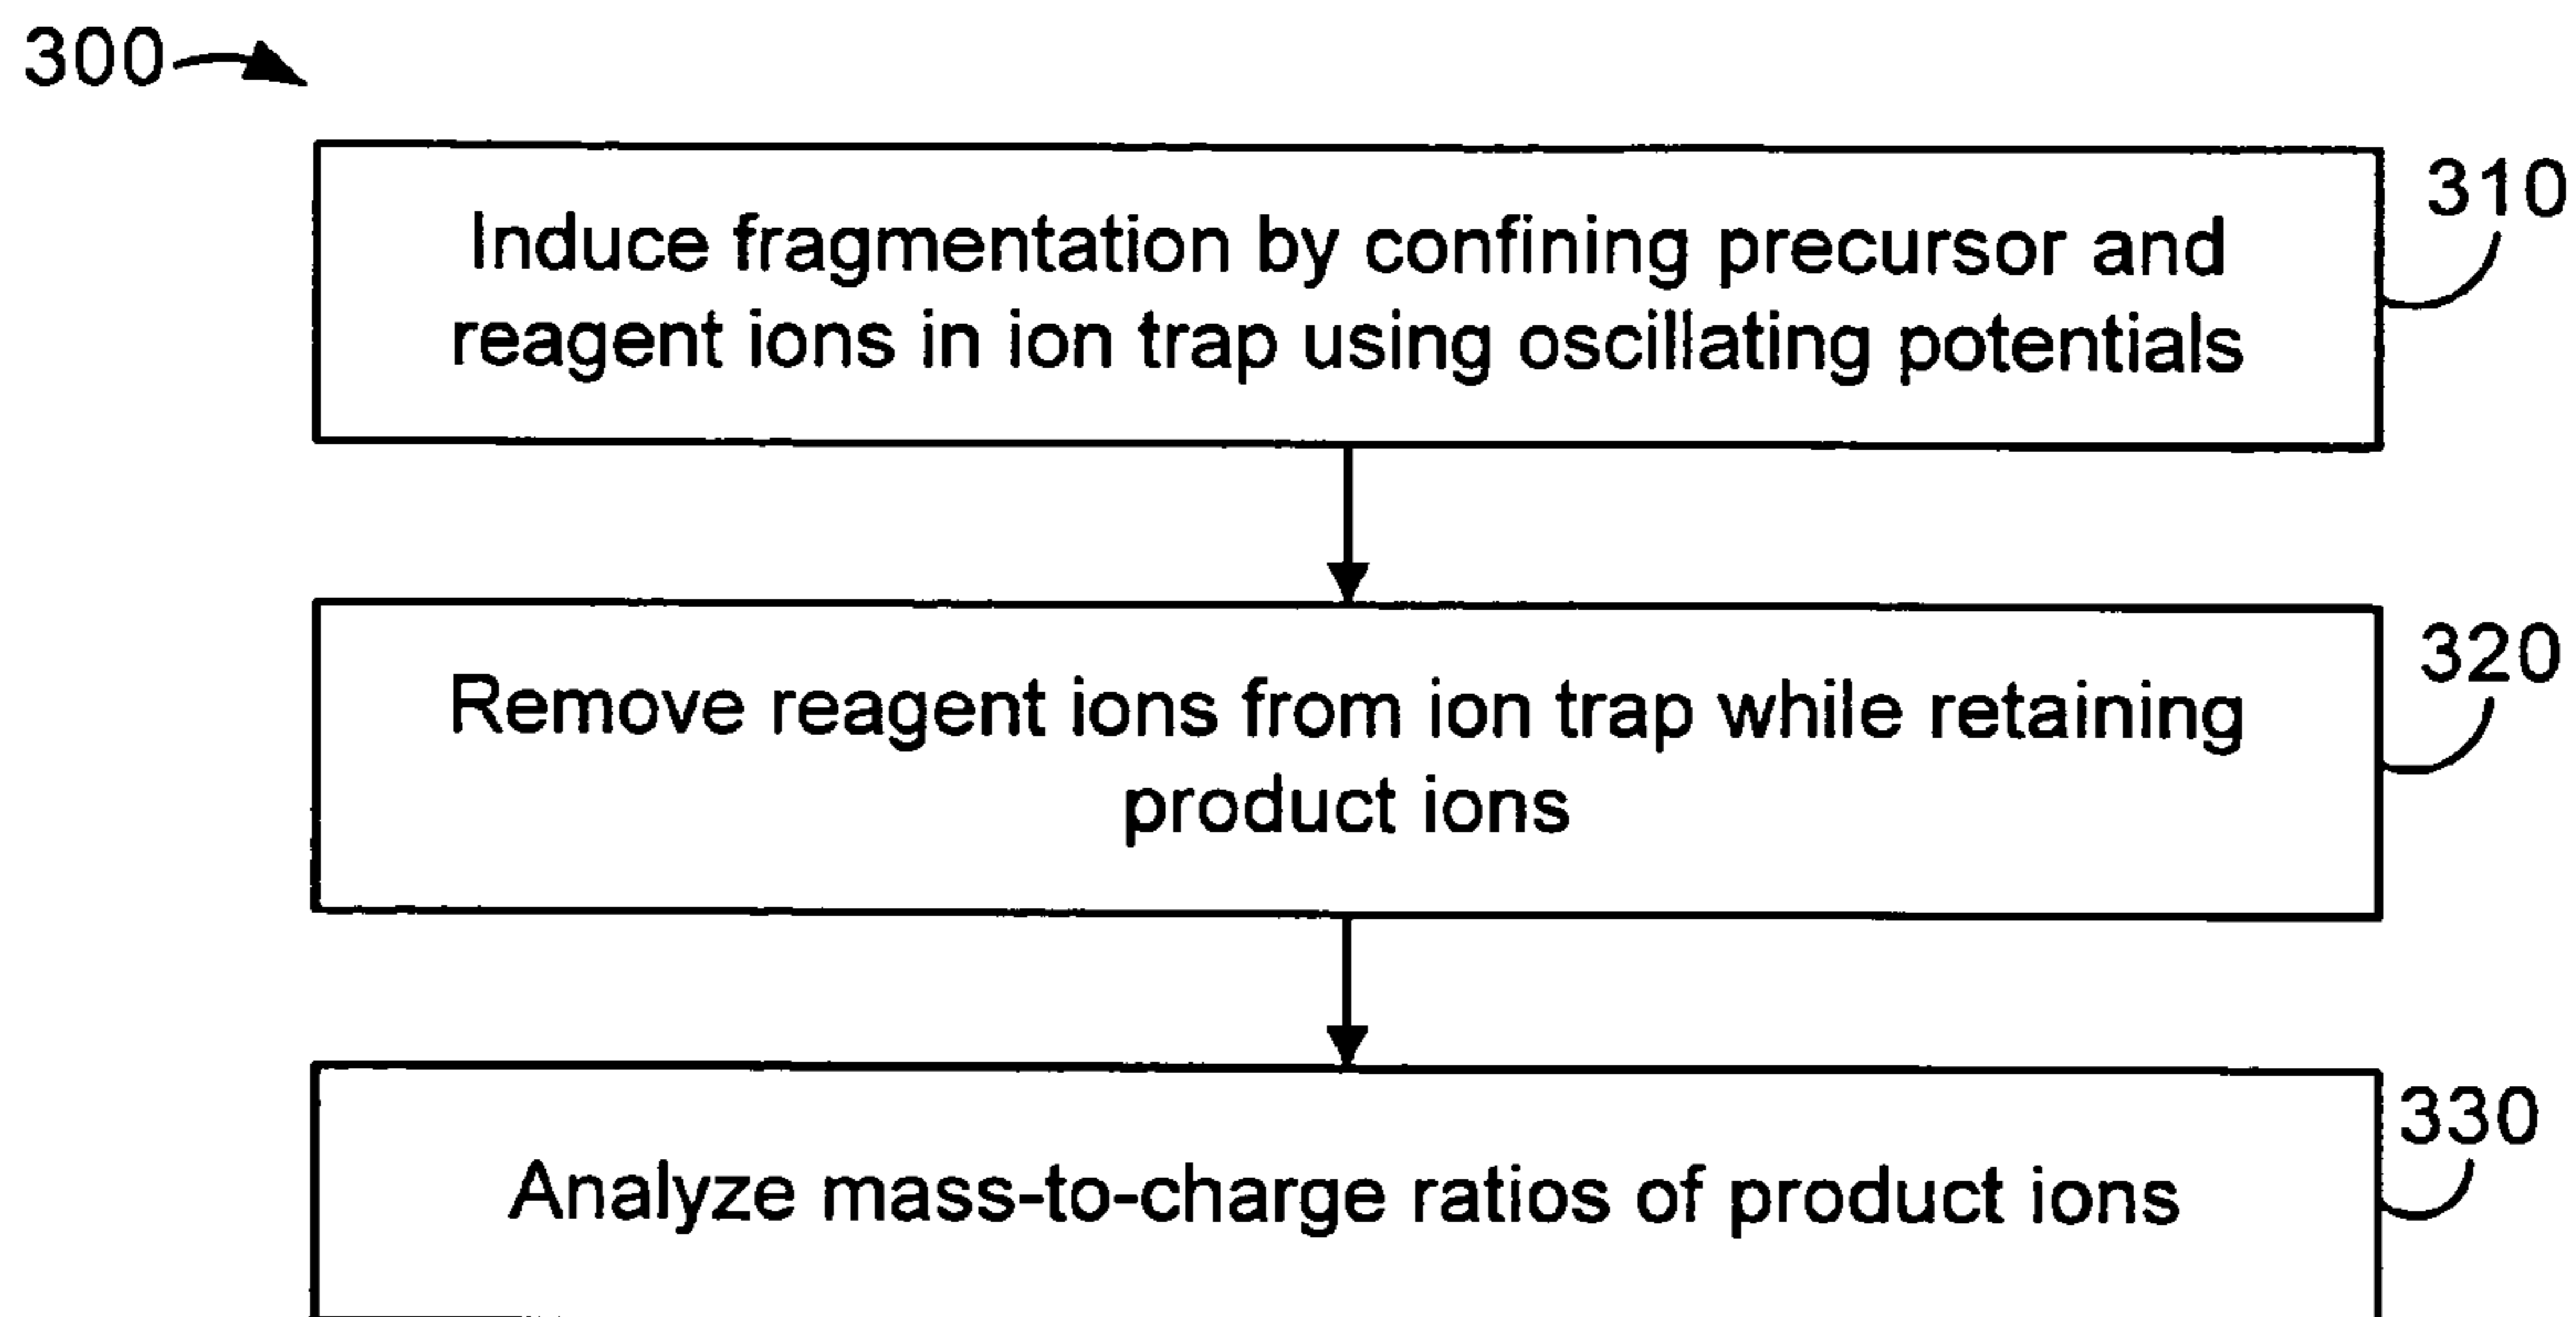 300
310
Induce fragmentation by confining precursor and
reagent ions in ion trap using oscillating potentials
320
Remove reagent ions from ion trap while retaining
product ions
330
Analyze mass-to-charge ratios of product ions